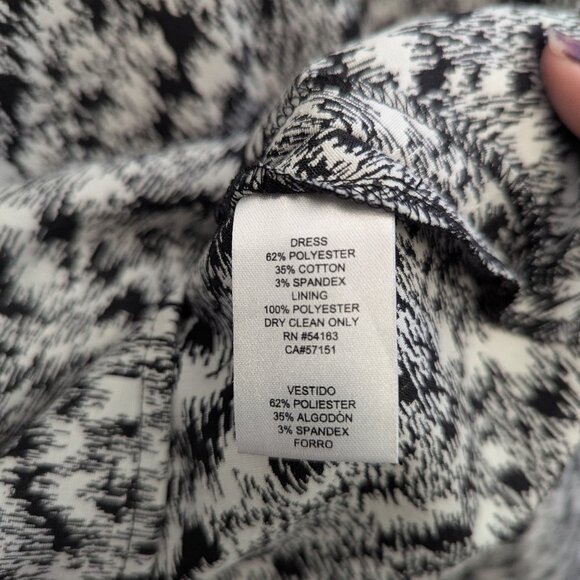 DRESS
62% POLYESTER
35% COTTON
3% SPANDEX
LINING
100% POLYESTER
DRY CLEAN ONLY
RN #54163
CA#57151
VESTIDO
62% POLIESTER
35% ALGODÓN
3% SPANDEX
FORRO